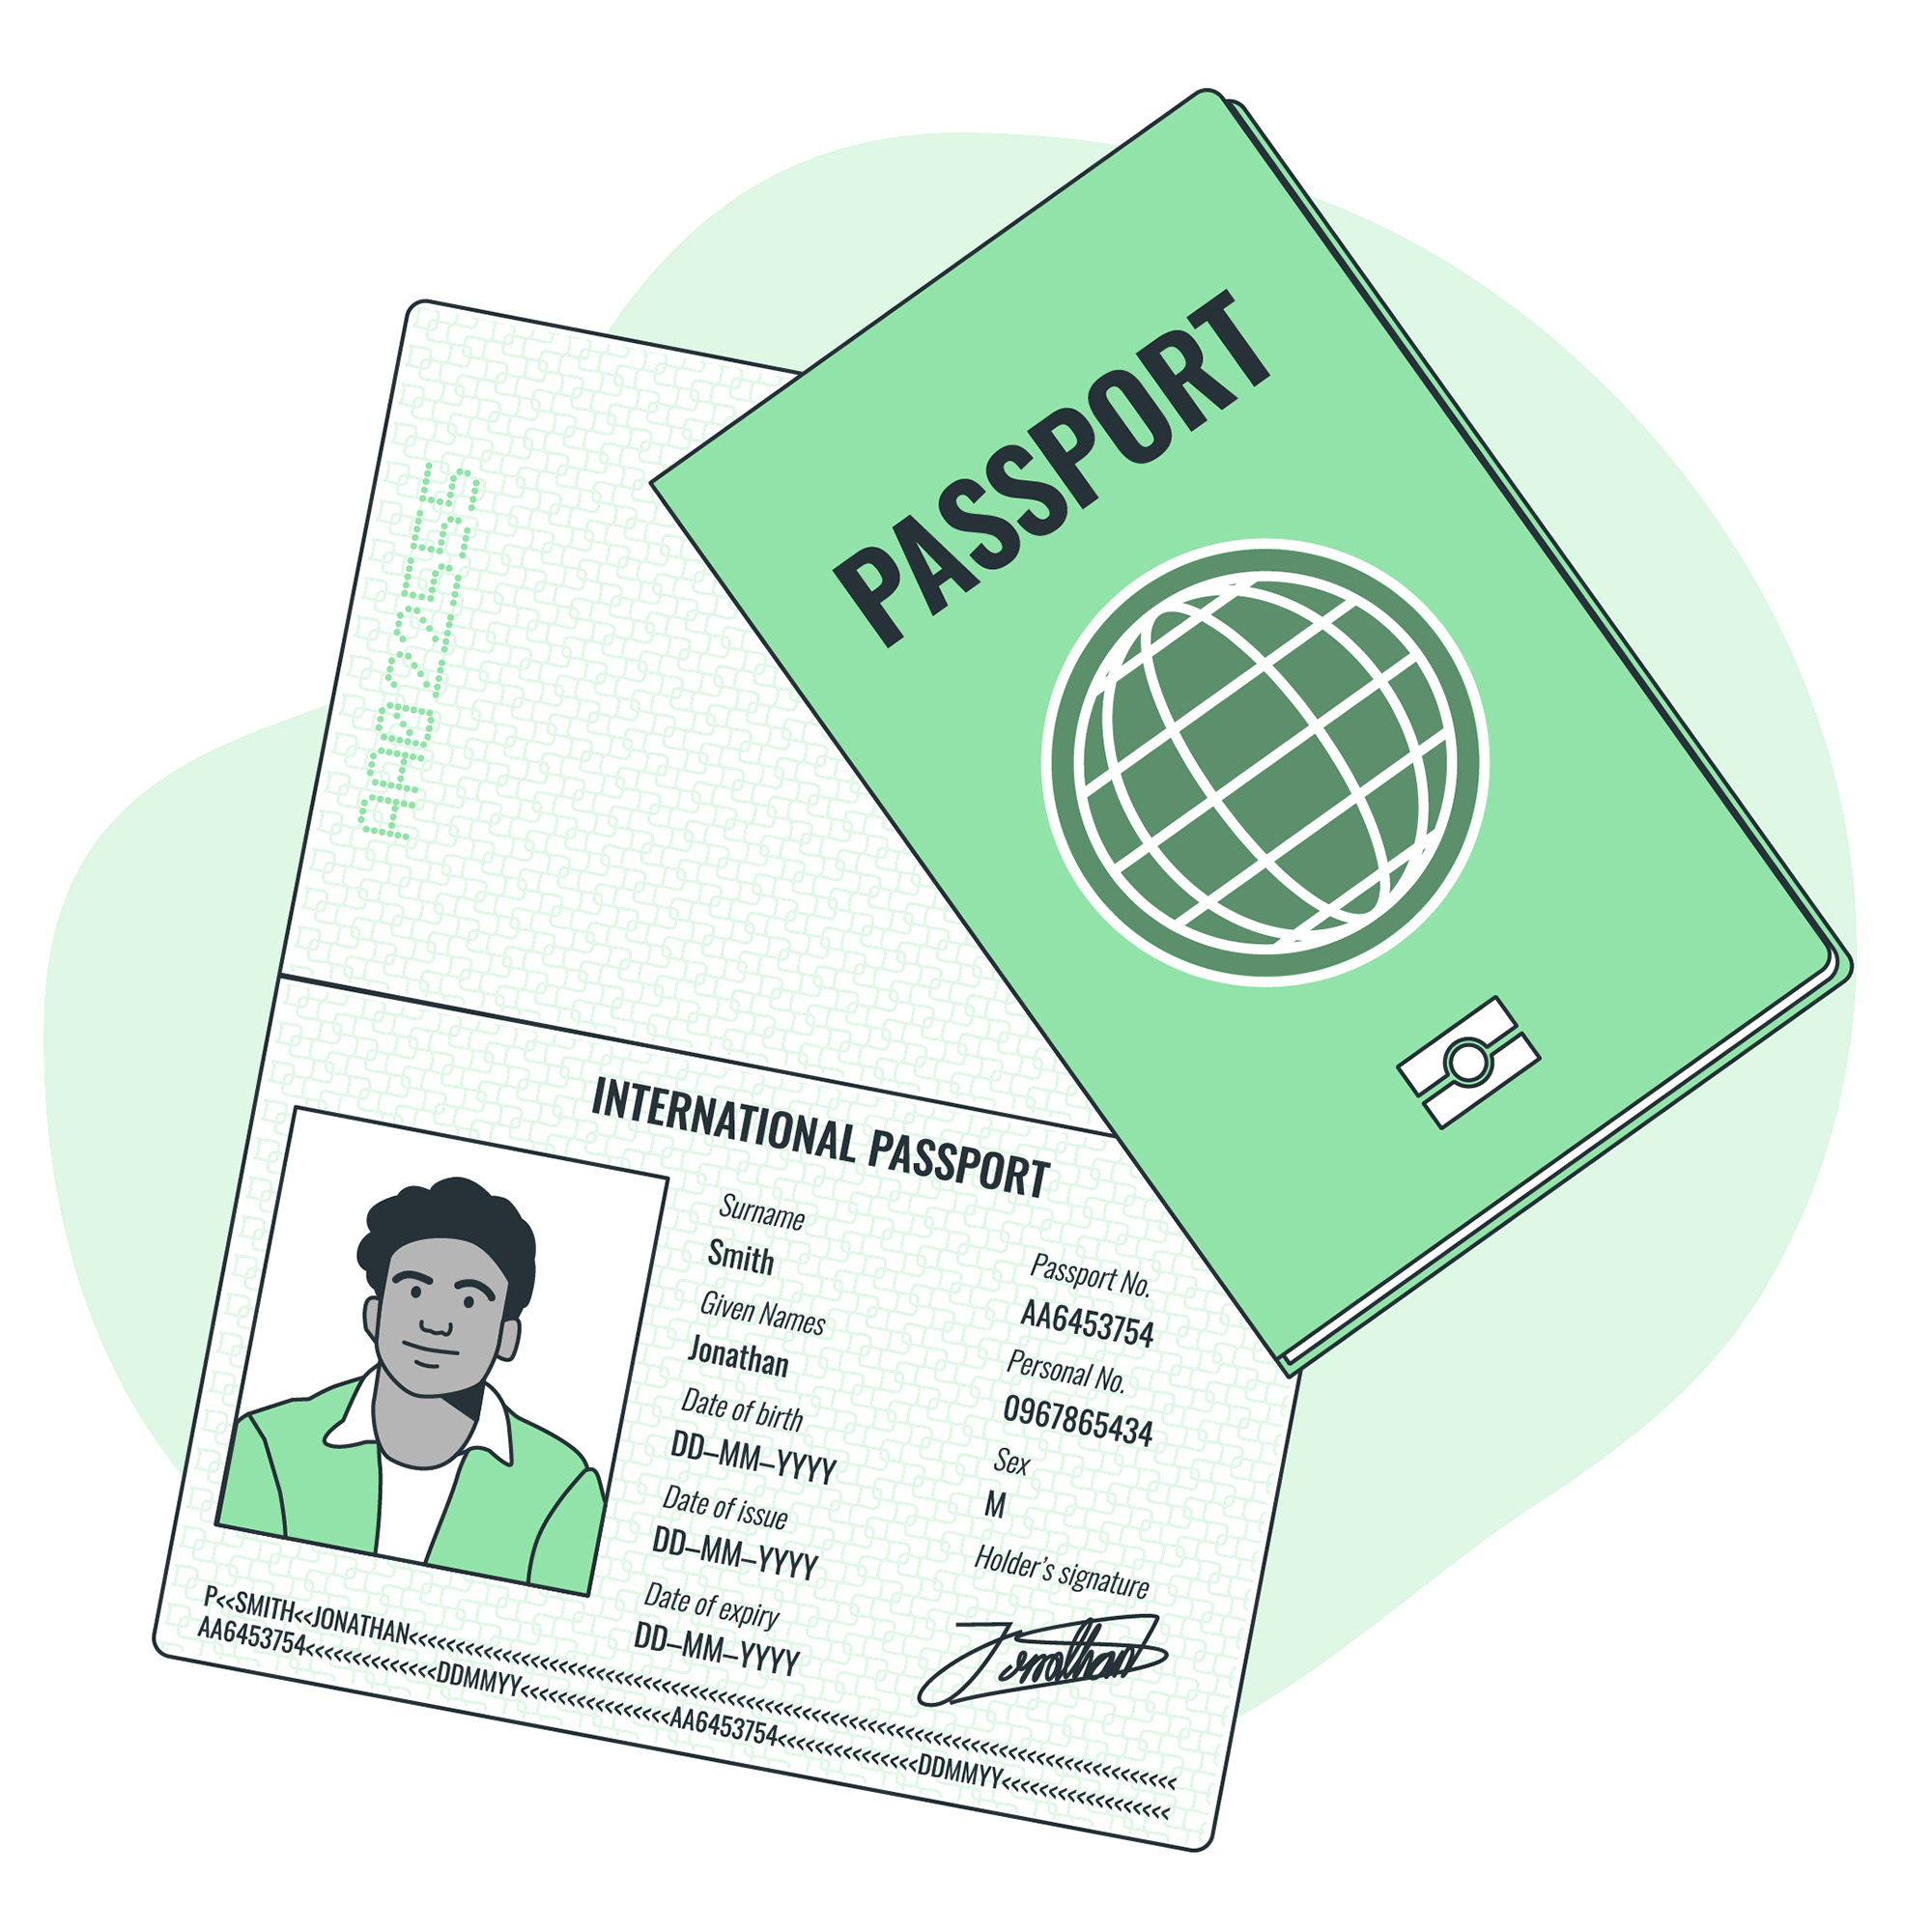 PASSPORT
INTERNATIONAL PASSPORT
Surname
Smith
Given Names
Jonathan
Date of birth
DD–MM–YYYY
Date of issue
DD–MM–YYYY
Date of expiry
DD–MM–YYYY
Passport No.
AA6453754
Personal No.
0967865434
Sex
M
Holder’s signature
Jonathan
P<<SMITH<<JONATHAN<<<<<<<<<<<<<<<<<<<<<<<<<<<<<<<<<<<<<<<<<<<<<<<<<<<<<<<<<<<<<<<<<<<<<<<<<<<<<<<<<<
AA6453754<<<<<<<<<<<<<<DDMMYY<<<<<<<<<<<<<<<<AA6453754<<<<<<<<<<<<<<<DDMMYY<<<<<<<<<<<<<<<<<<